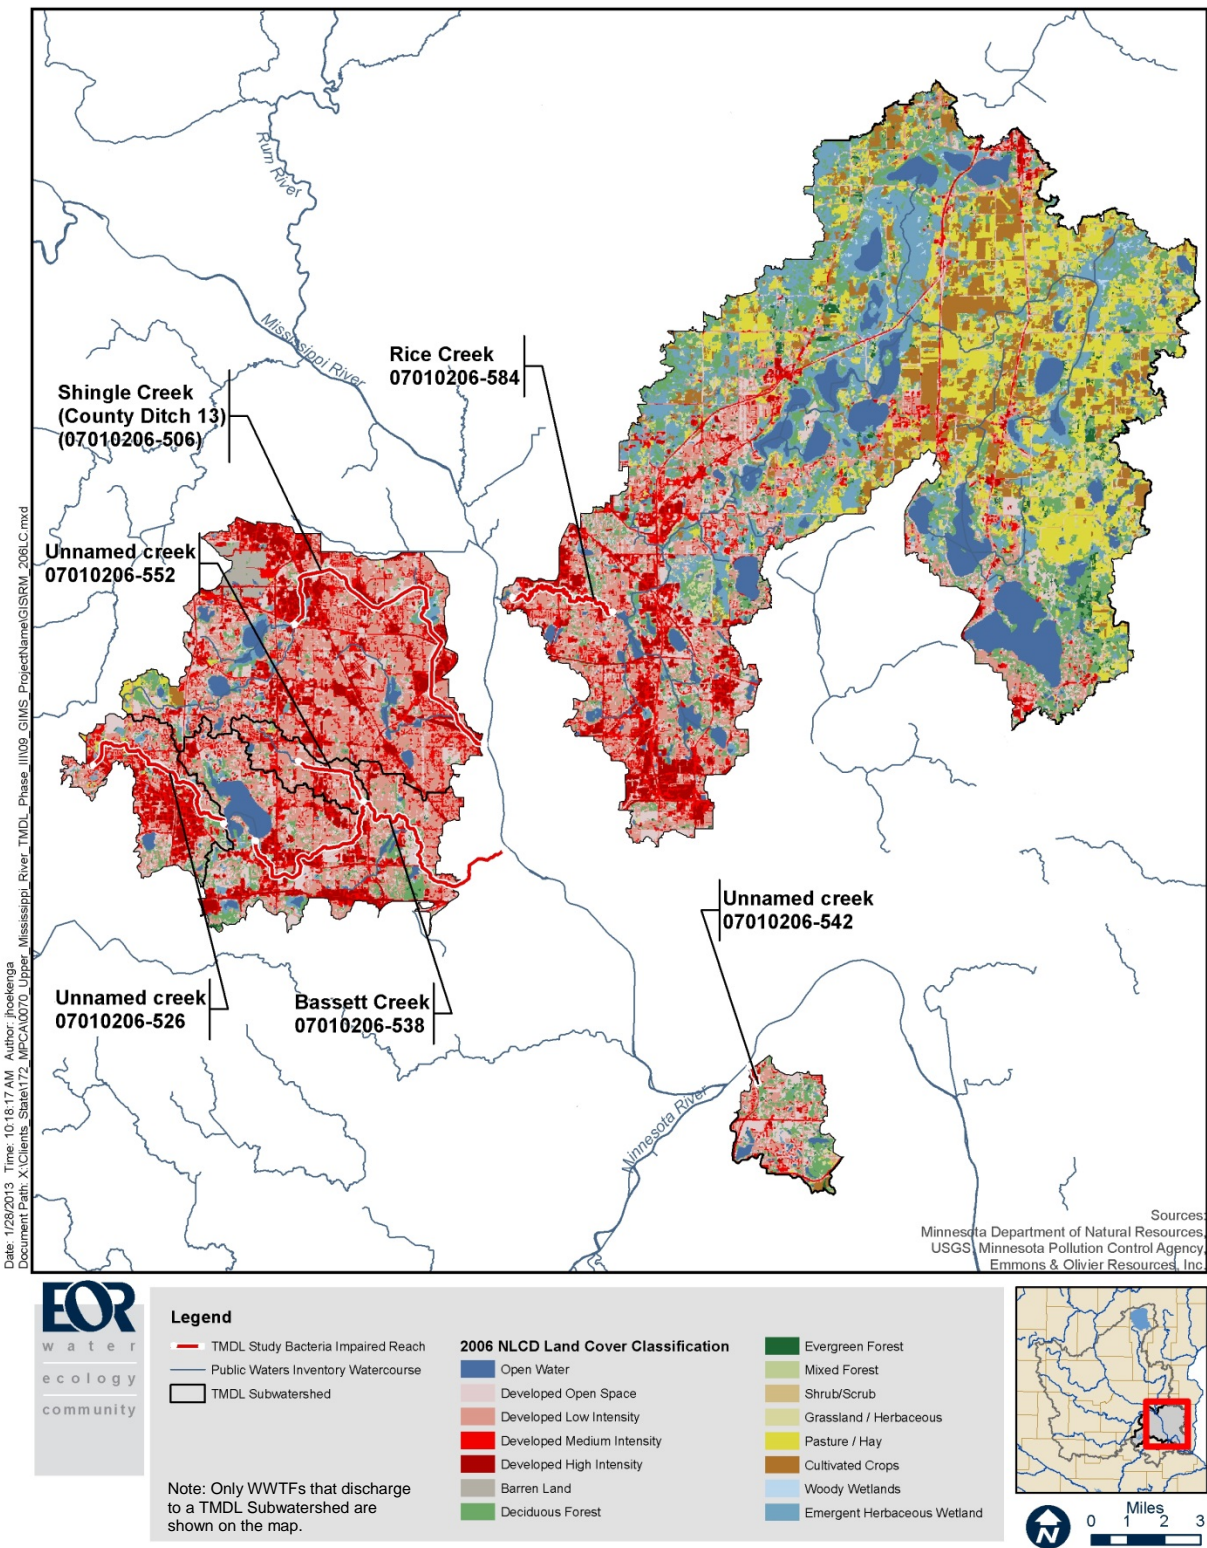 Rum River
Mississippi River
Rice Creek
07010206-584
Shingle Creek
(County Ditch 13)
(07010206-506)
Unnamed creek
07010206-552
Unnamed creek
07010206-542
Unnamed creek
07010206-526
Bassett Creek
07010206-538
Minnesota River
Date: 1/28/2013 Time: 10:18:17 AM Author: jhoekenga
Document Path: X:\Clients_State\172_MPCA\0070_Upper_Mississippi_River_TMDL_Phase_III\09_GIMS_ProjectName\GIS\RM_206LC.mxd
Sources:
Minnesota Department of Natural Resources,
USGS, Minnesota Pollution Control Agency,
Emmons & Olivier Resources, Inc.
EOR
water
ecology
community
Legend
TMDL Study Bacteria Impaired Reach
Public Waters Inventory Watercourse
TMDL Subwatershed
Note: Only WWTFs that discharge
to a TMDL Subwatershed are
shown on the map.
2006 NLCD Land Cover Classification
Open Water
Developed Open Space
Developed Low Intensity
Developed Medium Intensity
Developed High Intensity
Barren Land
Deciduous Forest
Evergreen Forest
Mixed Forest
Shrub/Scrub
Grassland / Herbaceous
Pasture / Hay
Cultivated Crops
Woody Wetlands
Emergent Herbaceous Wetland
N
Miles
0 1 2 3